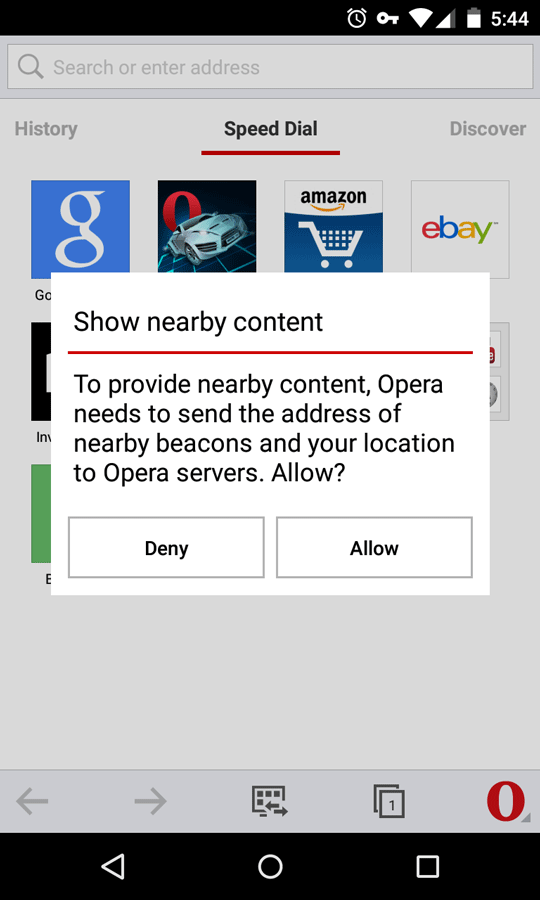 5:44
Search or enter address
History
Speed Dial
Discover
amazon
ebay
Show nearby content
To provide nearby content, Opera
needs to send the address of
nearby beacons and your location
to Opera servers. Allow?
Deny
Allow
1